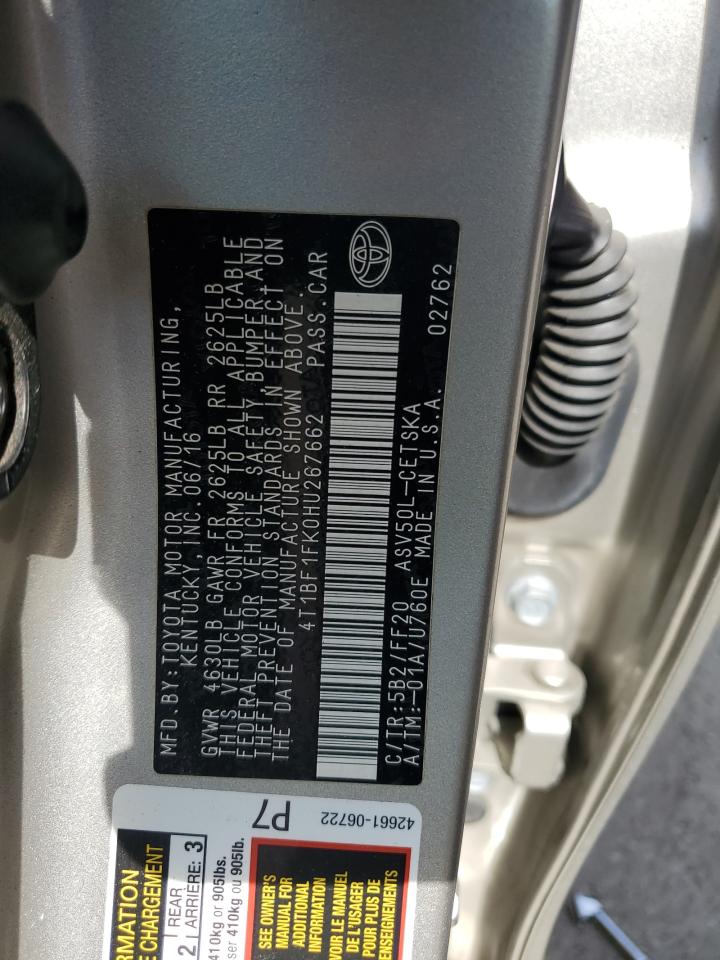 MFD. BY: TOYOTA MOTOR MANUFACTURING,
KENTUCKY, INC. 06/16
GVWR 4630LB GAWR FR 2625LB RR 2625LB
THIS VEHICLE CONFORMS TO ALL APPLICABLE
FEDERAL MOTOR VEHICLE SAFETY, BUMPER, AND
THEFT PREVENTION STANDARDS IN EFFECT ON
THE DATE OF MANUFACTURE SHOWN ABOVE.
4T1BF1FK0HU267662 PASS. CAR
C/TR:5B2/FF20 ASV50L-CETSKA
A/TM:-01A/U760E MADE IN U.S.A. 02762
RMATION
E CHARGEMENT
2 REAR
ARRIÈRE: 3
410kg or 905lbs.
ser 410kg ou 905lb.
P7
42661-06722
SEE OWNER'S
MANUAL FOR
ADDITIONAL
INFORMATION
VOIR LE MANUEL
DE L'USAGER
POUR PLUS DE
RENSEIGNEMENTS